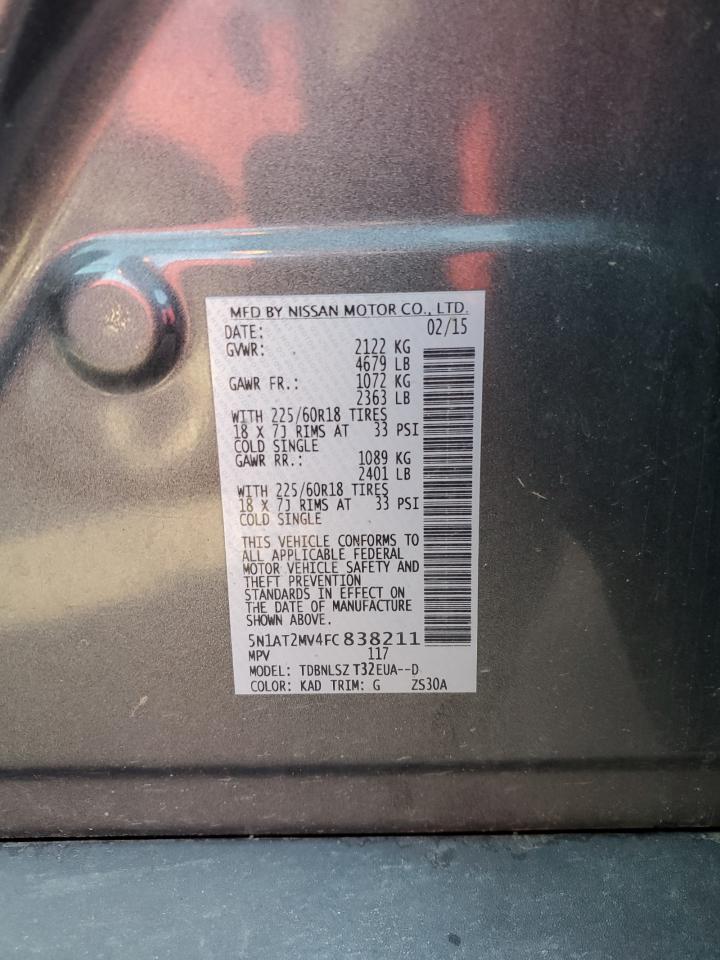 MFD BY NISSAN MOTOR CO., LTD.
DATE: 02/15
GVWR: 2122 KG
4679 LB
GAWR FR.: 1072 KG
2363 LB
WITH 225/60R18 TIRES
18 X 7J RIMS AT 33 PSI
COLD SINGLE
GAWR RR.: 1089 KG
2401 LB
WITH 225/60R18 TIRES
18 X 7J RIMS AT 33 PSI
COLD SINGLE
THIS VEHICLE CONFORMS TO
ALL APPLICABLE FEDERAL
MOTOR VEHICLE SAFETY AND
THEFT PREVENTION
STANDARDS IN EFFECT ON
THE DATE OF MANUFACTURE
SHOWN ABOVE.
5N1AT2MV4FC838211
MPV 117
MODEL: TDBNLSZ T32EUA--D
COLOR: KAD TRIM: G ZS30A